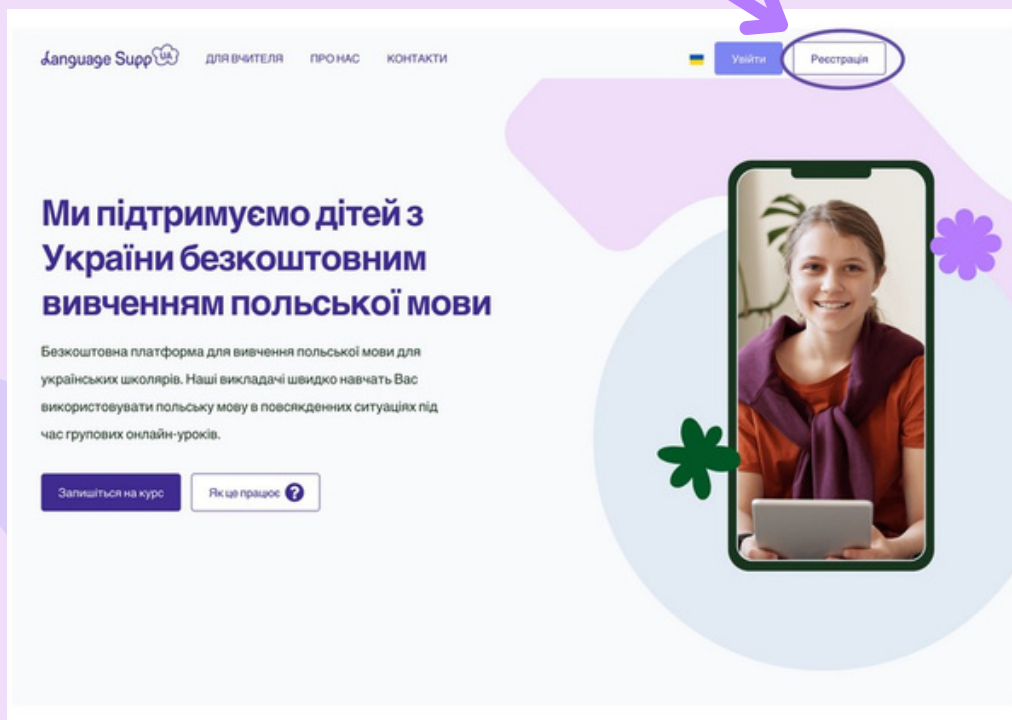 Language Supp UA
ДЛЯ ВЧИТЕЛЯ ПРО НАС КОНТАКТИ
Увійти Реєстрація
Ми підтримуємо дітей з
України безкоштовним
вивченням польської мови
Безкоштовна платформа для вивчення польської мови для
українських школярів. Наші викладачі швидко навчать Вас
використовувати польську мову в повсякденних ситуаціях під
час групових онлайн-уроків.
Запишіться на курс Як це працює ?